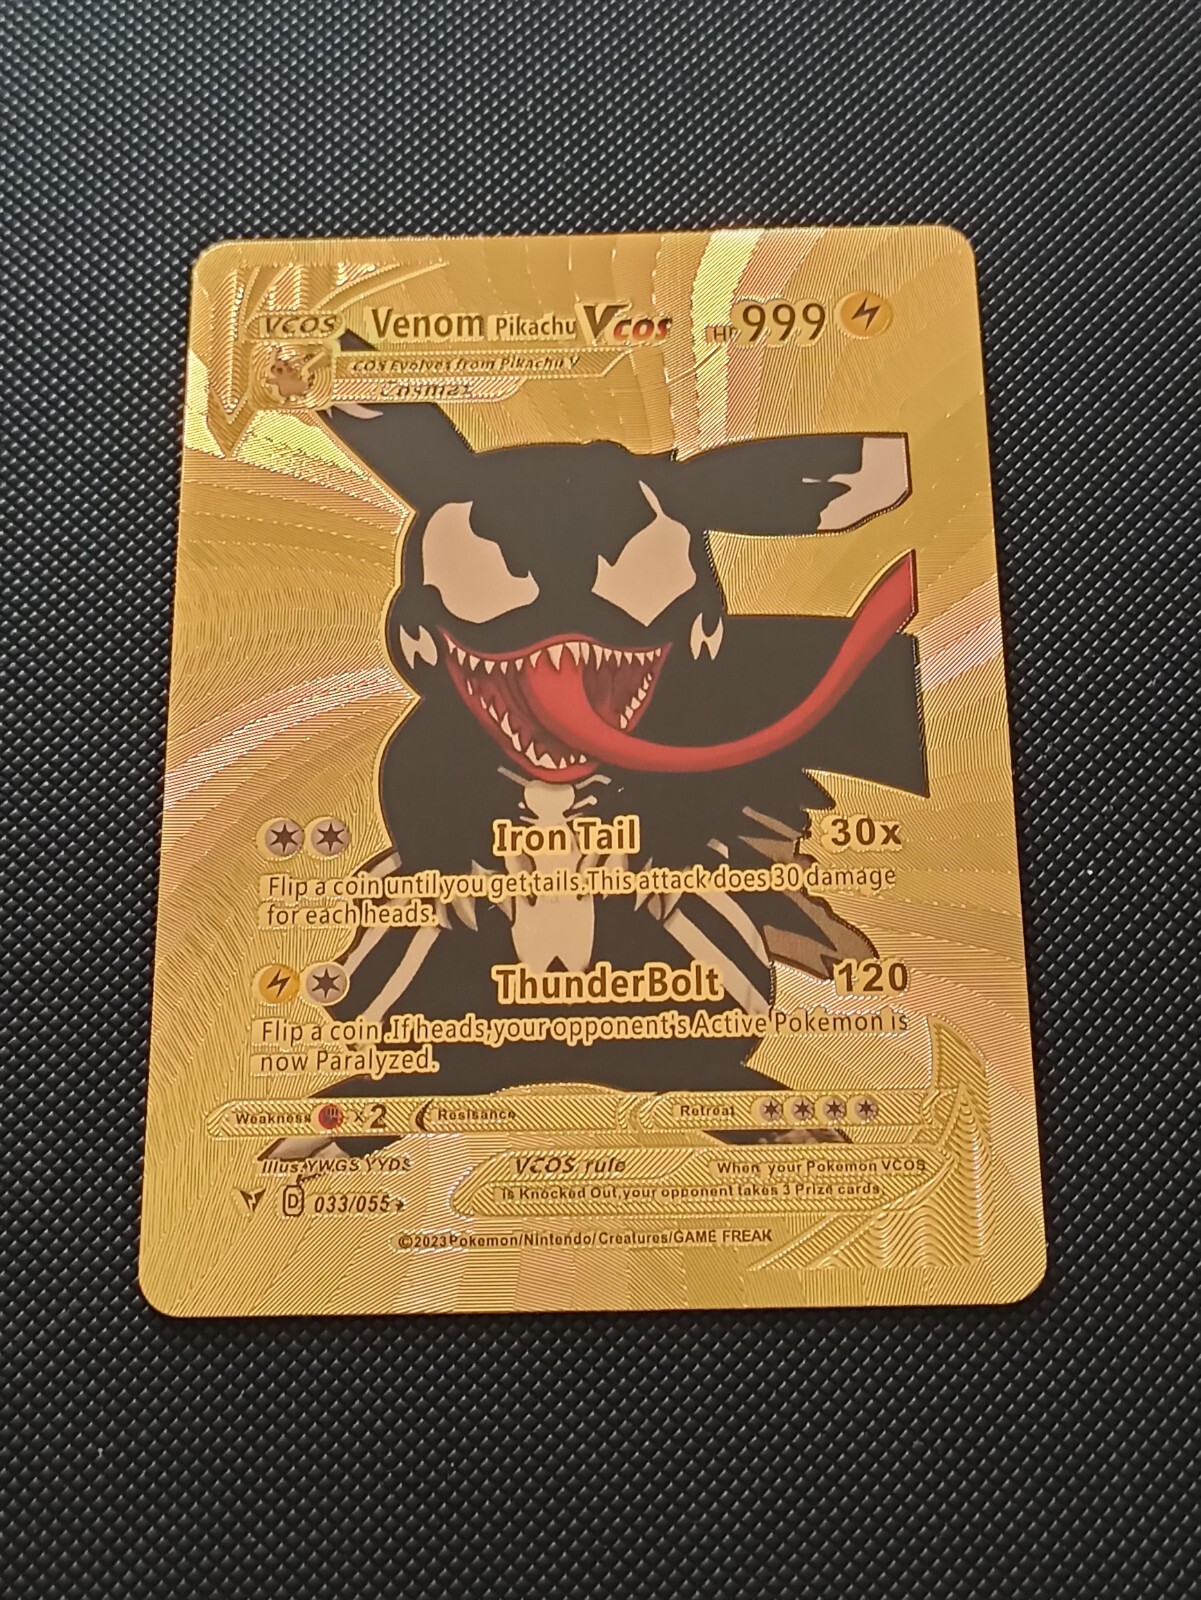 VCOS Venom Pikachu Vcos HP 999
COS Evolves from Pikachu V
Cosmex
Iron Tail 30x
Flip a coin until you get tails.This attack does 30 damage
for each heads.
ThunderBolt 120
Flip a coin .If heads,your opponent's Active Pokemon is
now Paralyzed.
Weakness x2 Resisance Retreat
Illus.YWGS YYDS VCOS rule When your Pokemon VCOS
is Knocked Out,your opponent takes 3 Prize cards.
D 033/055
©2023Pokemon/Nintendo/Creatures/GAME FREAK